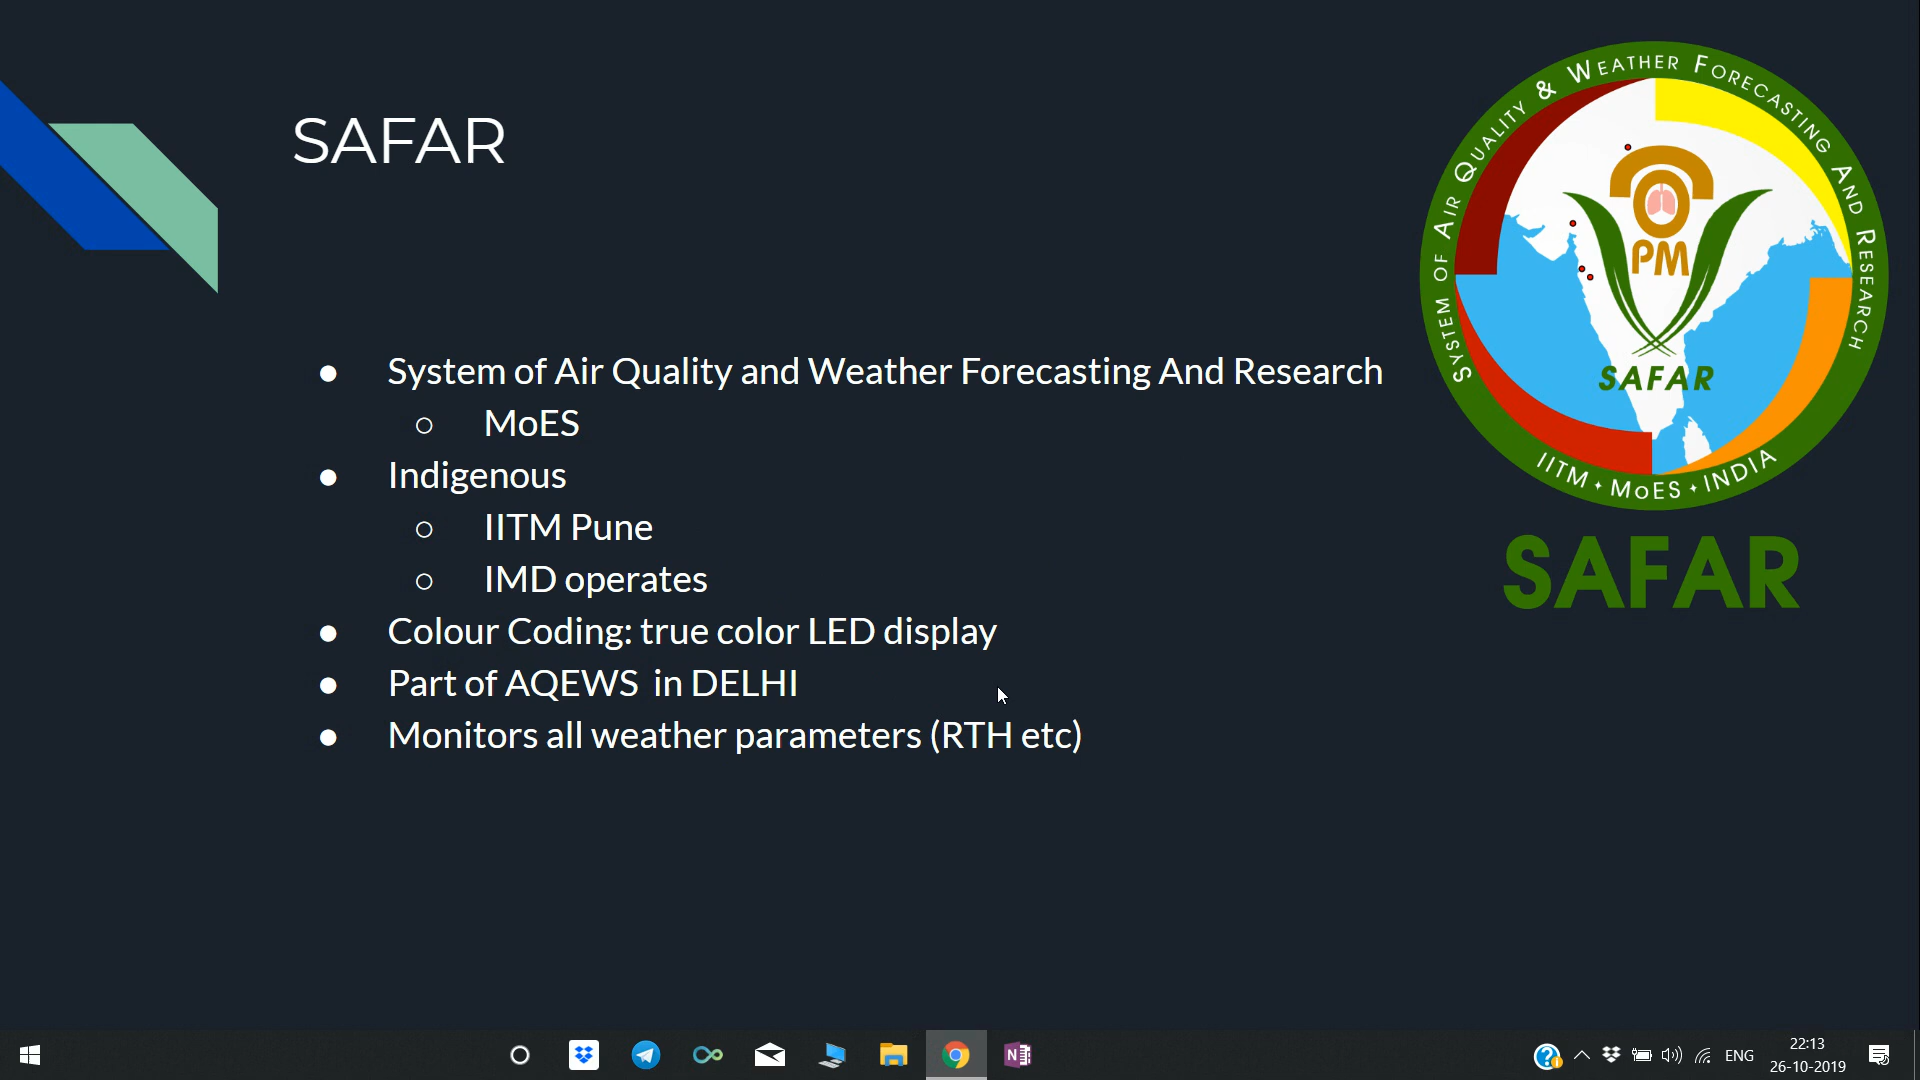 SAFAR
● System of Air Quality and Weather Forecasting And Research
○ MoES
● Indigenous
○ IITM Pune
○ IMD operates
● Colour Coding: true color LED display
● Part of AQEWS in DELHI
● Monitors all weather parameters (RTH etc)
SYSTEM OF AIR QUALITY & WEATHER FORECASTING AND RESEARCH
PM
SAFAR
IITM ✦ MoES ✦ INDIA
SAFAR
N
ENG
22:13
26-10-2019